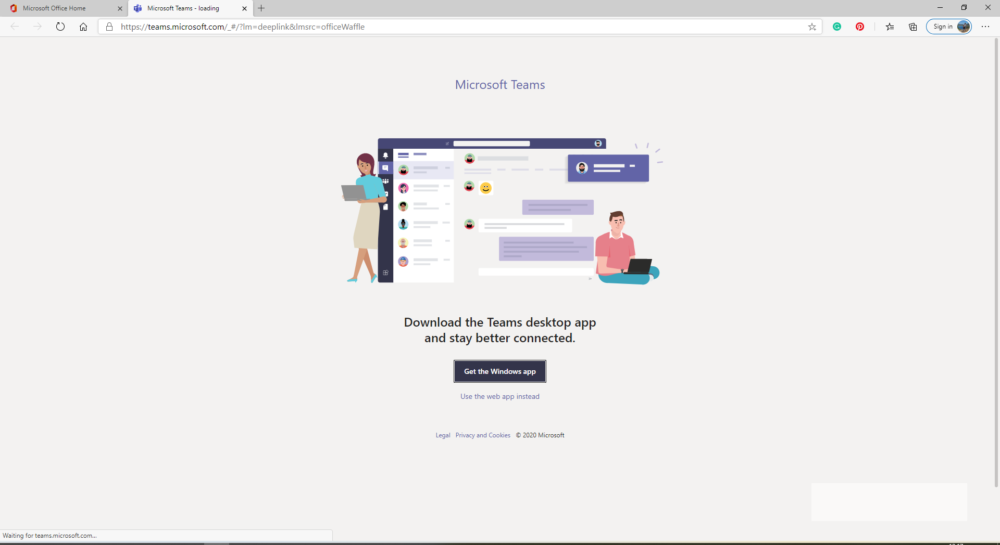 Microsoft Office Home
Microsoft Teams - loading
https://teams.microsoft.com/_#/?lm=deeplink&lmsrc=officeWaffle
Sign in
Microsoft Teams
Download the Teams desktop app
and stay better connected.
Get the Windows app
Use the web app instead
Legal Privacy and Cookies © 2020 Microsoft
Waiting for teams.microsoft.com...